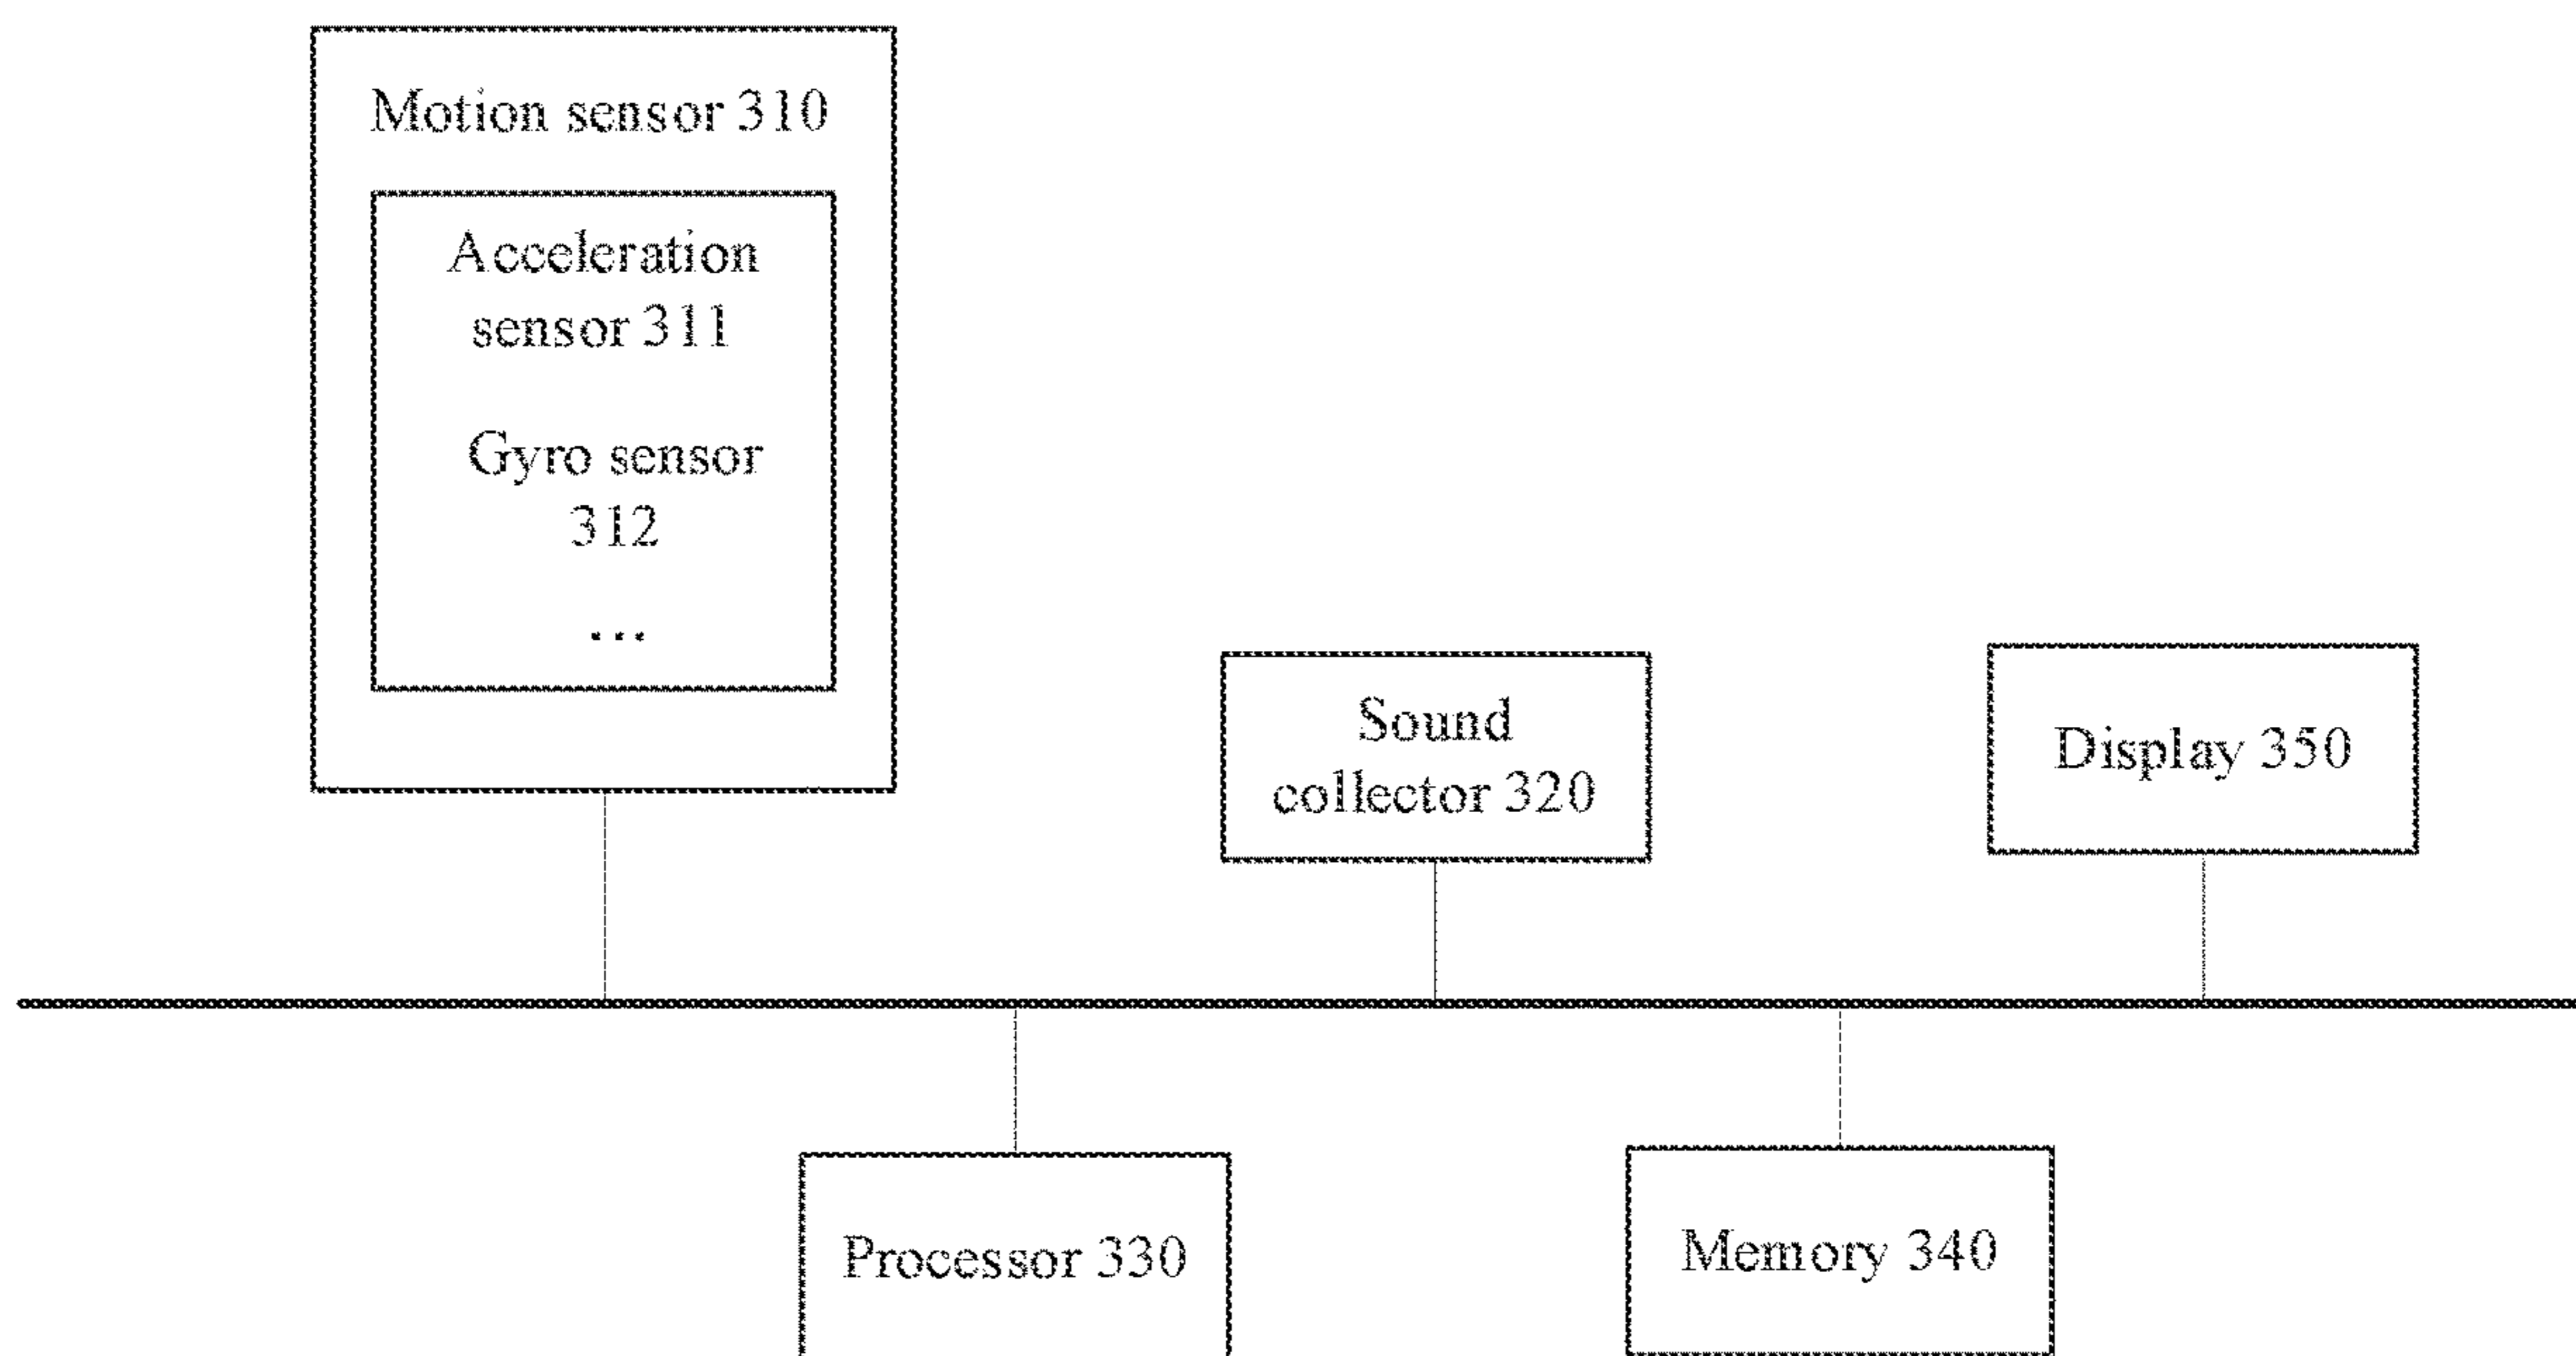 Motion sensor 310
Acceleration
sensor 311
Gyro sensor
312
...
Sound
collector 320
Display 350
Processor 330
Memory 340